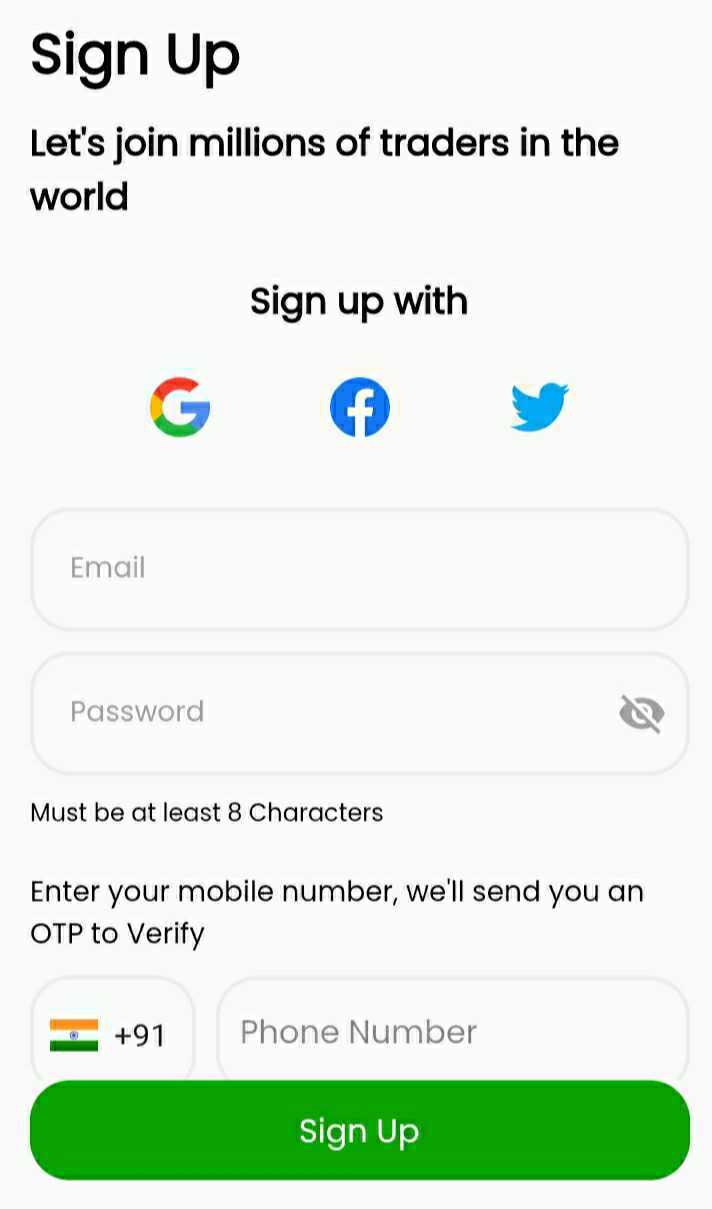 Sign Up
Let's join millions of traders in the
world
Sign up with
Email
Password
Must be at least 8 Characters
Enter your mobile number, we'll send you an
OTP to Verify
+91 Phone Number
Sign Up